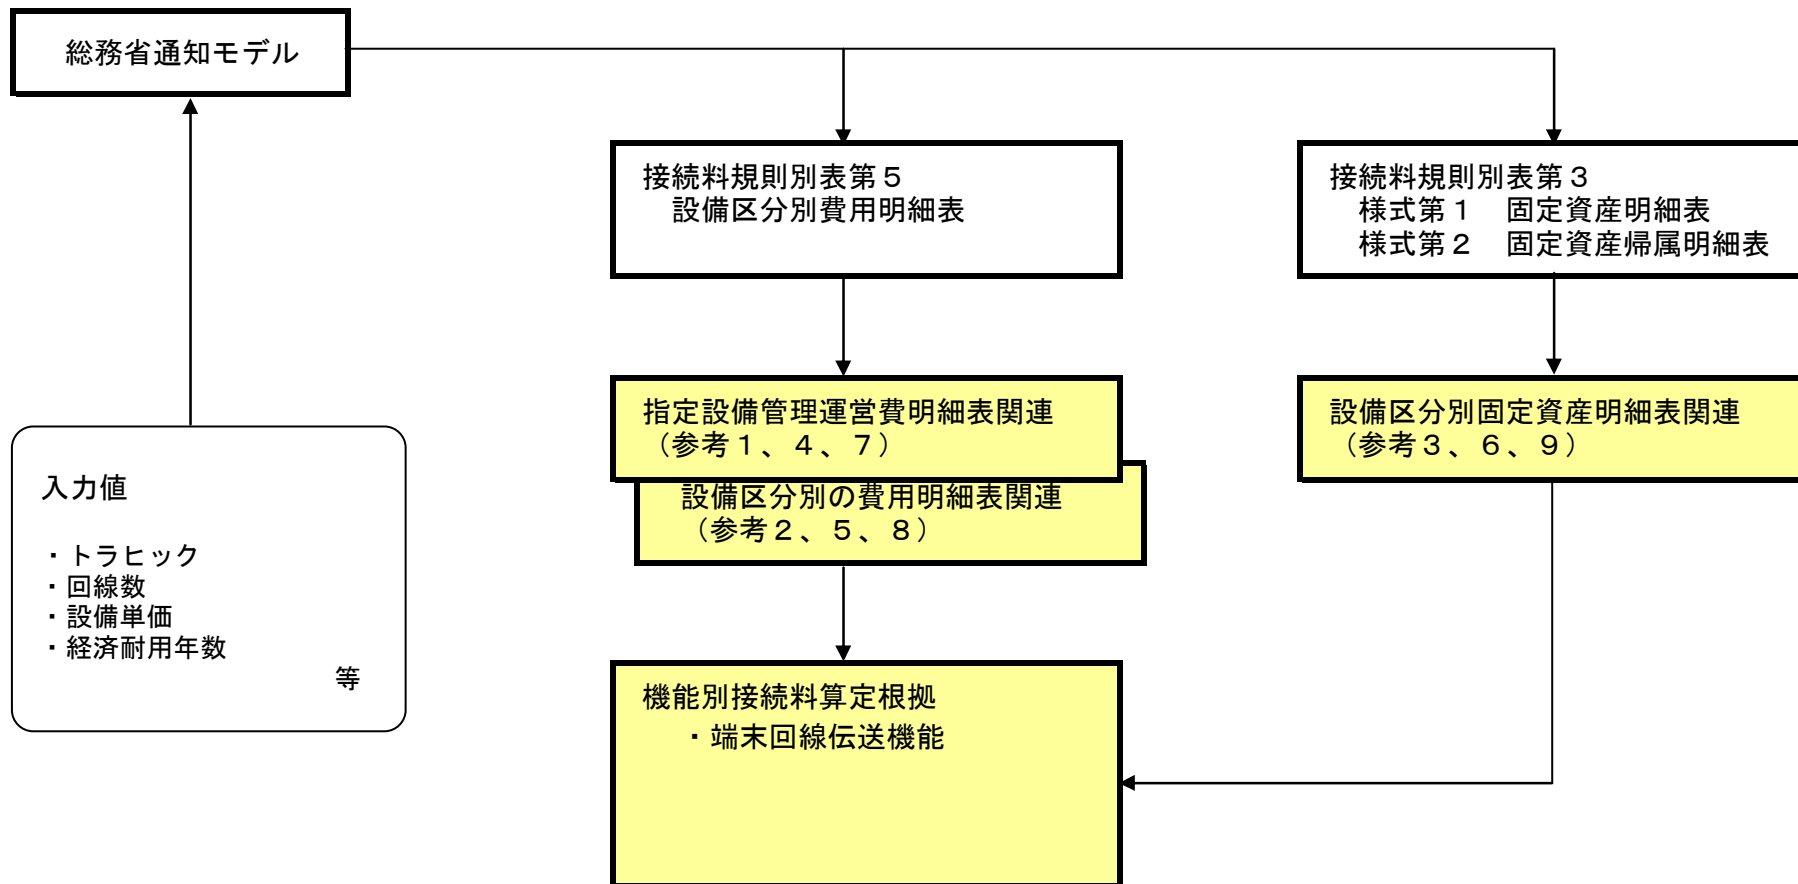 総務省通知モデル
接続料規則別表第５
設備区分別費用明細表
接続料規則別表第３
様式第１　固定資産明細表
様式第２　固定資産帰属明細表
指定設備管理運営費明細表関連
（参考１、４、７）
設備区分別の費用明細表関連
（参考２、５、８）
設備区分別固定資産明細表関連
（参考３、６、９）
入力値
・トラヒック
・回線数
・設備単価
・経済耐用年数
等
機能別接続料算定根拠
・端末回線伝送機能